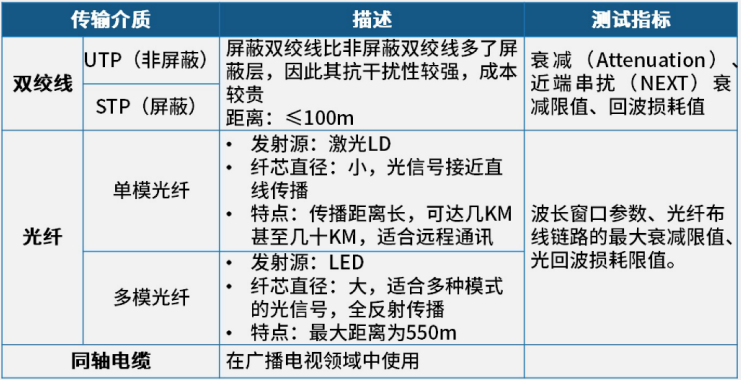 传输介质 描述 测试指标
双绞线
UTP（非屏蔽）
STP（屏蔽）
屏蔽双绞线比非屏蔽双绞线多了屏
蔽层，因此其抗干扰性较强，成本
较贵
距离：≤100m
衰减（Attenuation）、
近端串扰（NEXT）衰
减限值、回波损耗值
光纤
单模光纤
• 发射源：激光LD
• 纤芯直径：小，光信号接近直
线传播
• 特点：传播距离长，可达几KM
甚至几十KM，适合远程通讯
多模光纤
• 发射源：LED
• 纤芯直径：大，适合多种模式
的光信号，全反射传播
• 特点：最大距离为550m
波长窗口参数、光纤布
线链路的最大衰减限值、
光回波损耗限值。
同轴电缆 在广播电视领域中使用